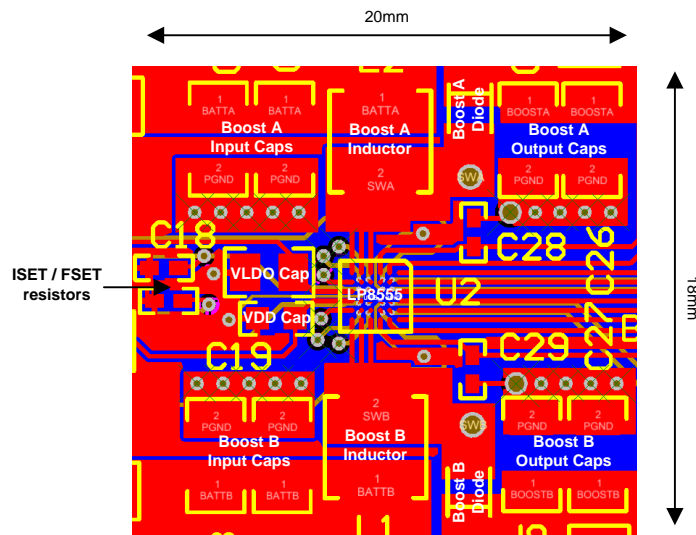 20mm
1
BATTA
1
BATTA
Boost A
Input Caps
2
PGND
2
PGND
1
BATTA
Boost A
Inductor
2
SWA
Boost A
Diode
SWA
1
BOOSTA
1
BOOSTA
Boost A
Output Caps
2
PGND
2
PGND
C18
VLDO Cap
ISET / FSET
resistors
VDD Cap
C19
LP8555
U2
C28
C26
18mm
C29
C27
2
PGND
2
PGND
Boost B
Input Caps
1
BATTB
1
BATTB
2
SWB
Boost B
Inductor
1
BATTB
L1
SWB
Boost B
Diode
2
PGND
2
PGND
Boost B
Output Caps
1
BOOSTB
1
BOOSTB